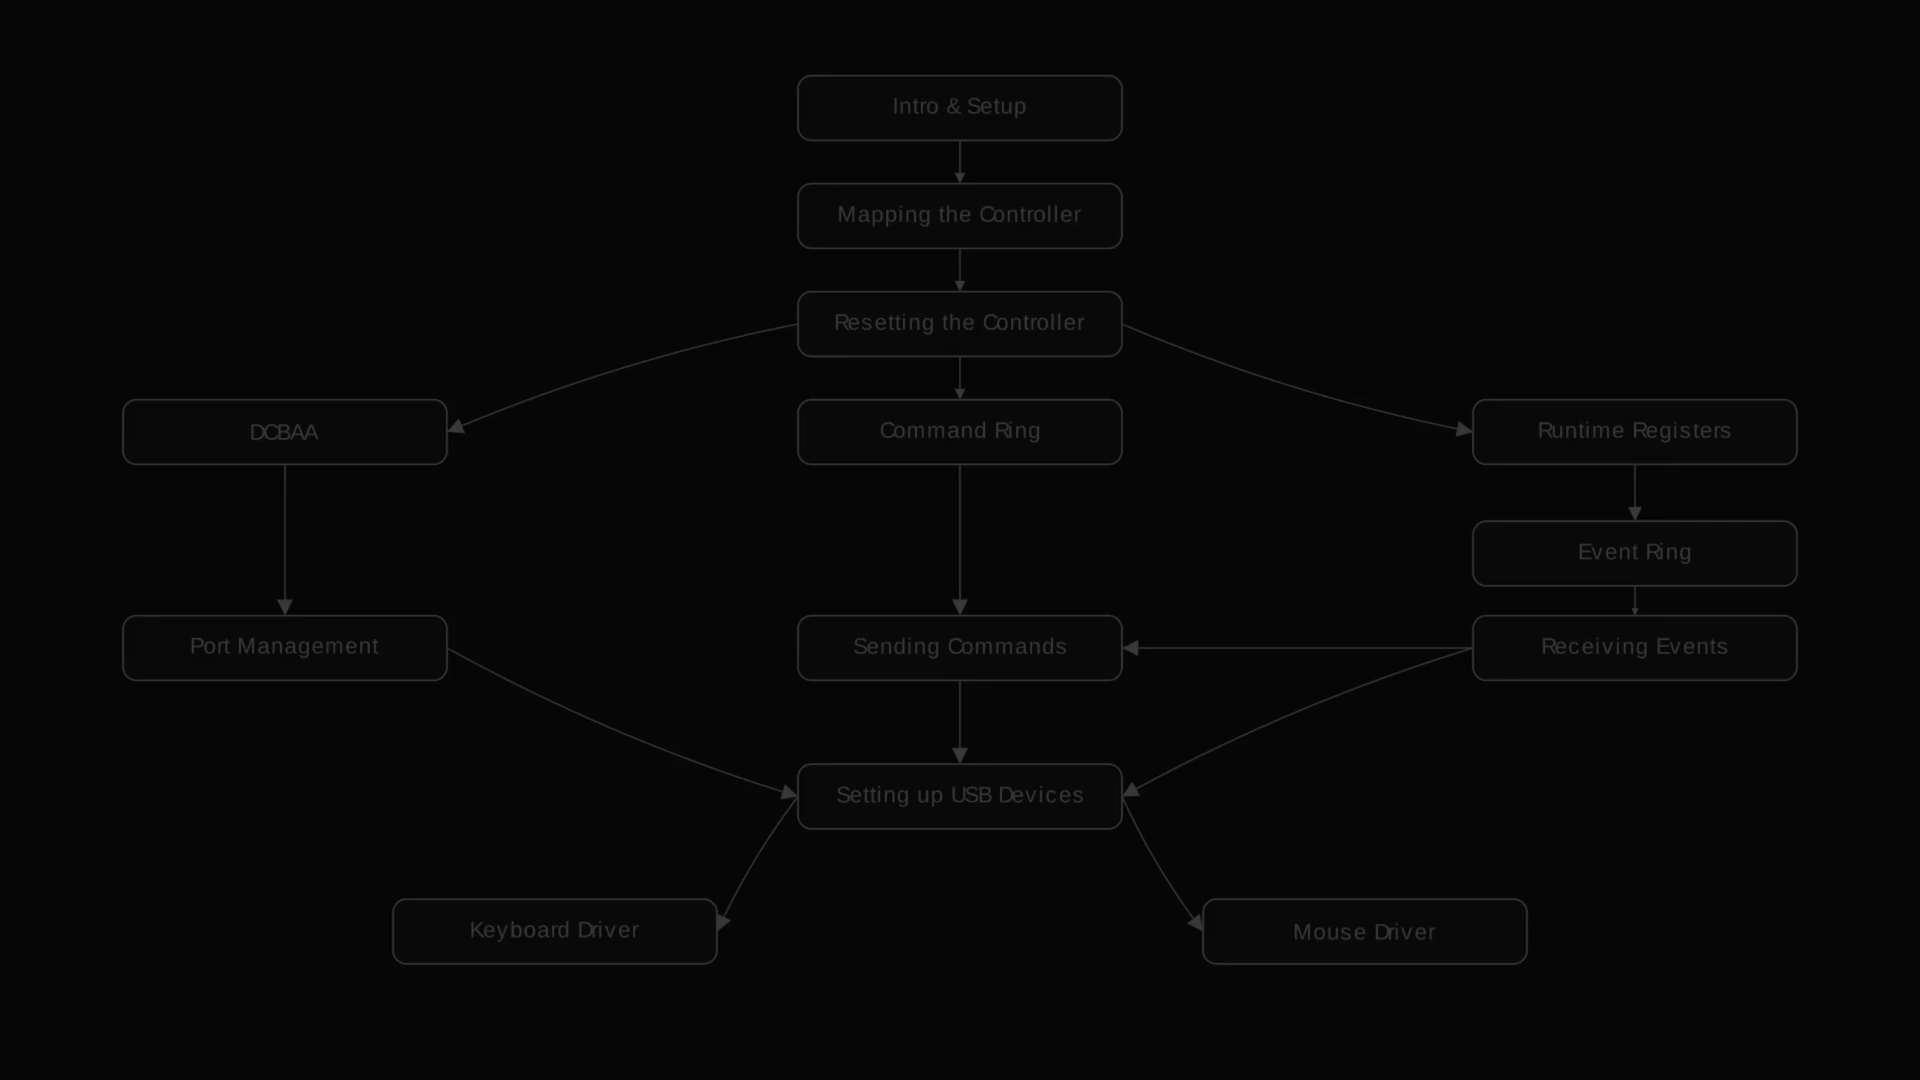 Intro & Setup
Mapping the Controller
Resetting the Controller
DCBAA
Command Ring
Runtime Registers
Event Ring
Port Management
Sending Commands
Receiving Events
Setting up USB Devices
Keyboard Driver
Mouse Driver